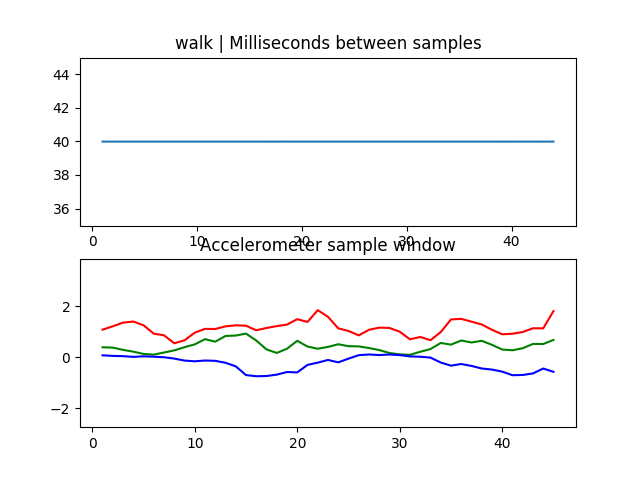 walk | Milliseconds between samples
44
42
40
38
36
0 10 20 30 40
Accelerometer sample window
2
0
−2
0 10 20 30 40